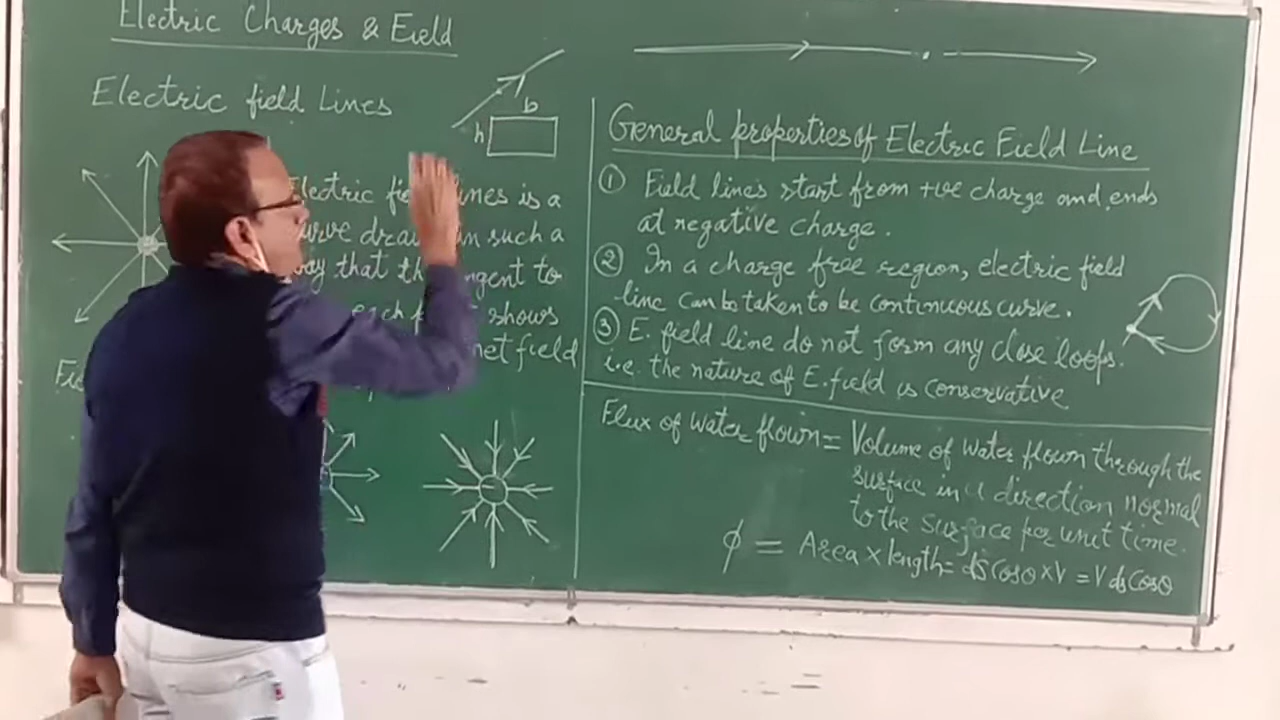 Electric Charges & Field
Electric field Lines
b
h
Electric fi lines is a
curve draw in such a
way that th ngent to
each p shows
net field
General properties of Electric Field Line
① Field lines start from +ve charge and ends
at negative charge.
② In a charge free region, electric field
line can be taken to be continuous curve.
③ E. field line do not form any close loops.
i.e. the nature of E. field is conservative
Flux of water flown = Volume of water flown through the
surface in a direction normal
to the surface per unit time.
ϕ = Area × length = ds cosθ × V = V ds cosθ